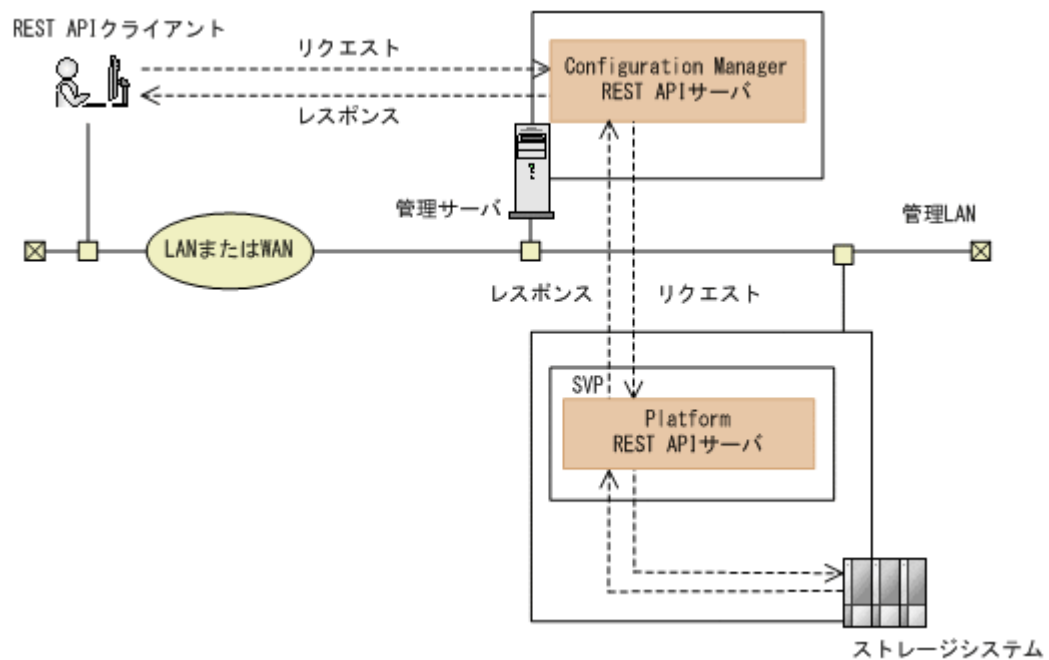 REST APIクライアント
リクエスト
レスポンス
Configuration Manager
REST APIサーバ
管理サーバ
管理LAN
LANまたはWAN
レスポンス
リクエスト
SVP
Platform
REST APIサーバ
ストレージシステム